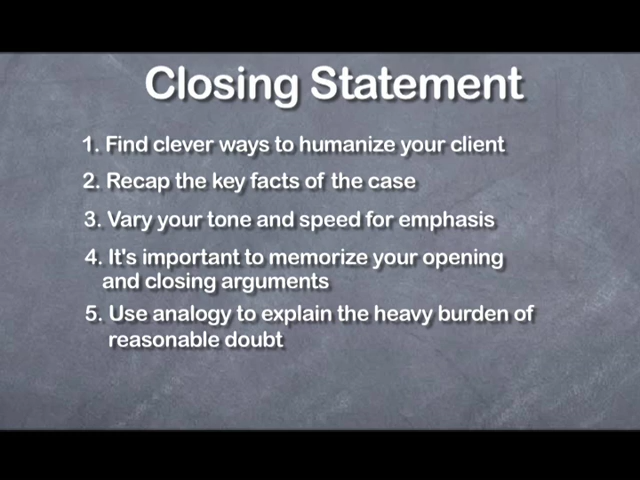 Closing Statement
1. Find clever ways to humanize your client
2. Recap the key facts of the case
3. Vary your tone and speed for emphasis
4. It's important to memorize your opening
and closing arguments
5. Use analogy to explain the heavy burden of
reasonable doubt